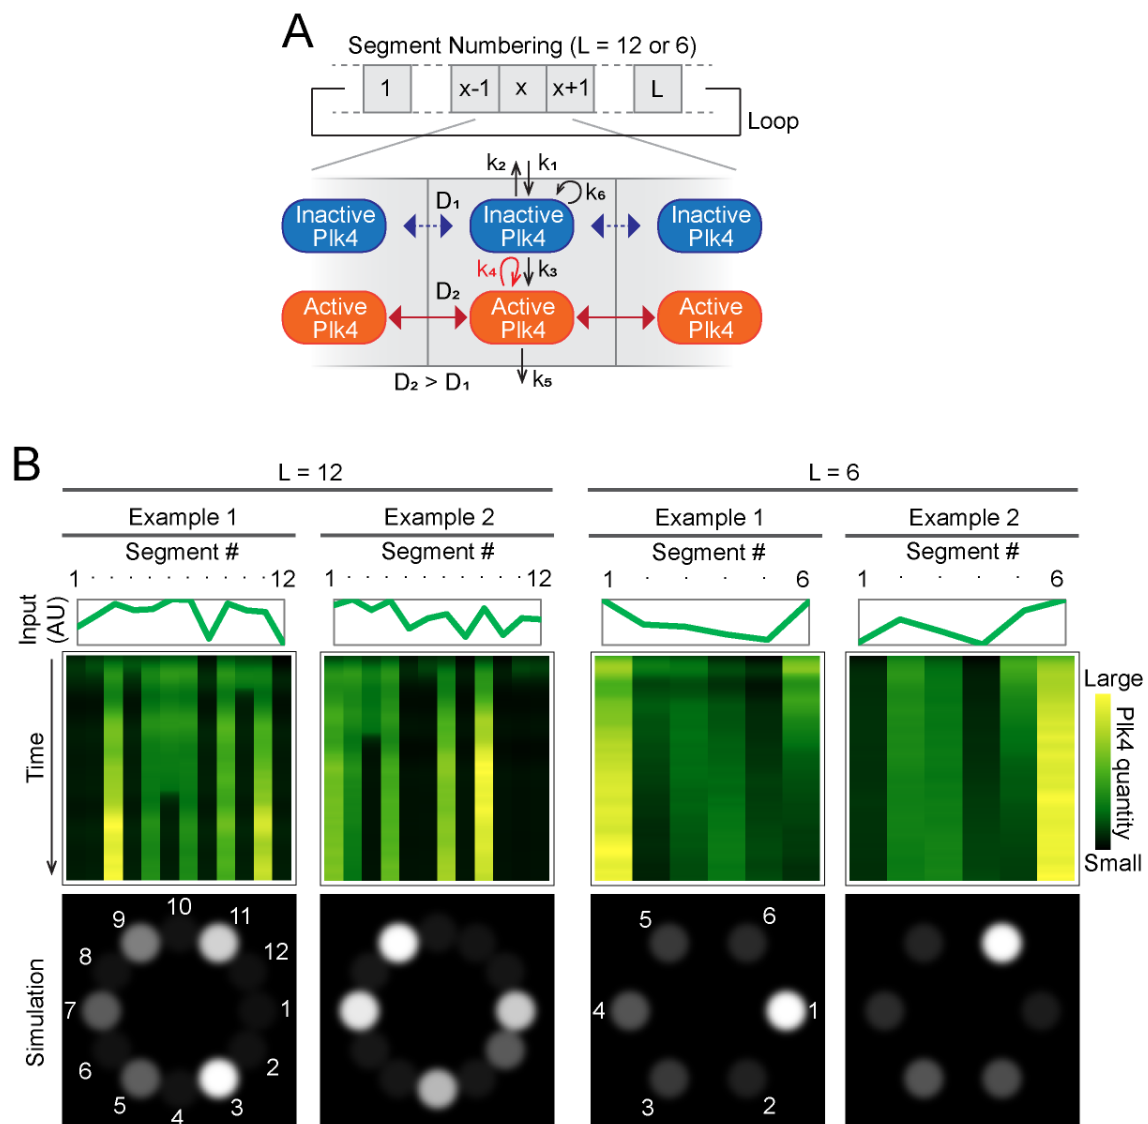 A
Segment Numbering (L = 12 or 6)
1
x-1
x
x+1
L
Loop
k₂
k₁
k₆
D₁
Inactive Plk4
Inactive Plk4
Inactive Plk4
k₄
k₃
D₂
Active Plk4
Active Plk4
Active Plk4
D₂ > D₁
k₅
B
L = 12
L = 6
Example 1
Example 2
Example 1
Example 2
Segment #
Segment #
Segment #
Segment #
1 · · · · · · · · · · 12
1 · · · · · · · · · · 12
1 · · · · 6
1 · · · · 6
Input (AU)
Time
Large
Plk4 quantity
Small
Simulation
10
9
11
8
12
7
1
6
2
5
3
4
5
6
4
1
3
2